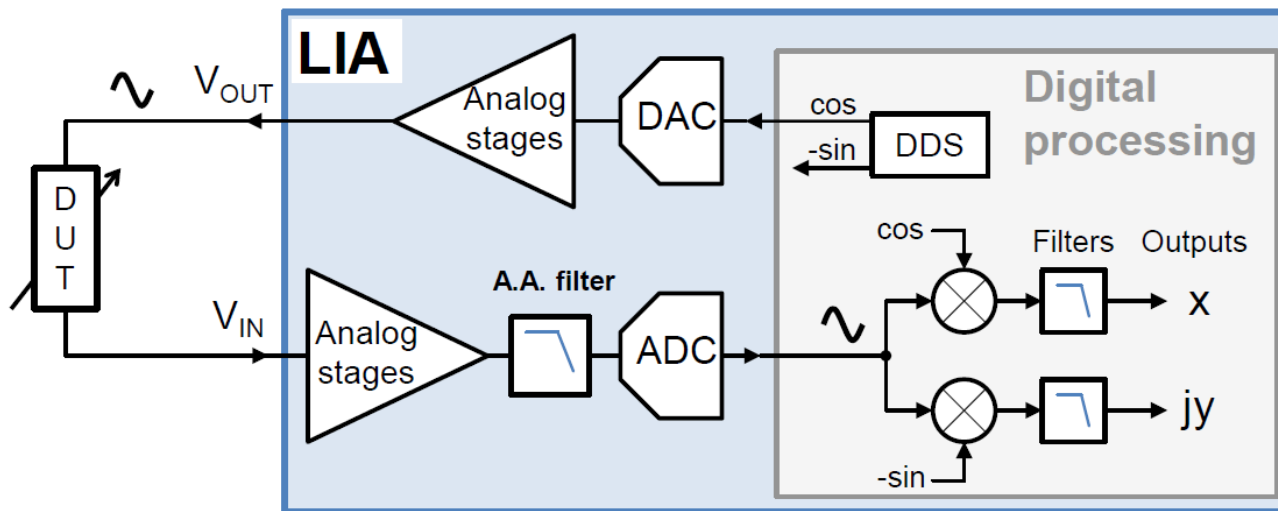 LIA
Digital
processing
V_OUT
Analog
stages
DAC
cos
-sin
DDS
D
U
T
cos
Filters
Outputs
A.A. filter
V_IN
Analog
stages
ADC
x
jy
-sin